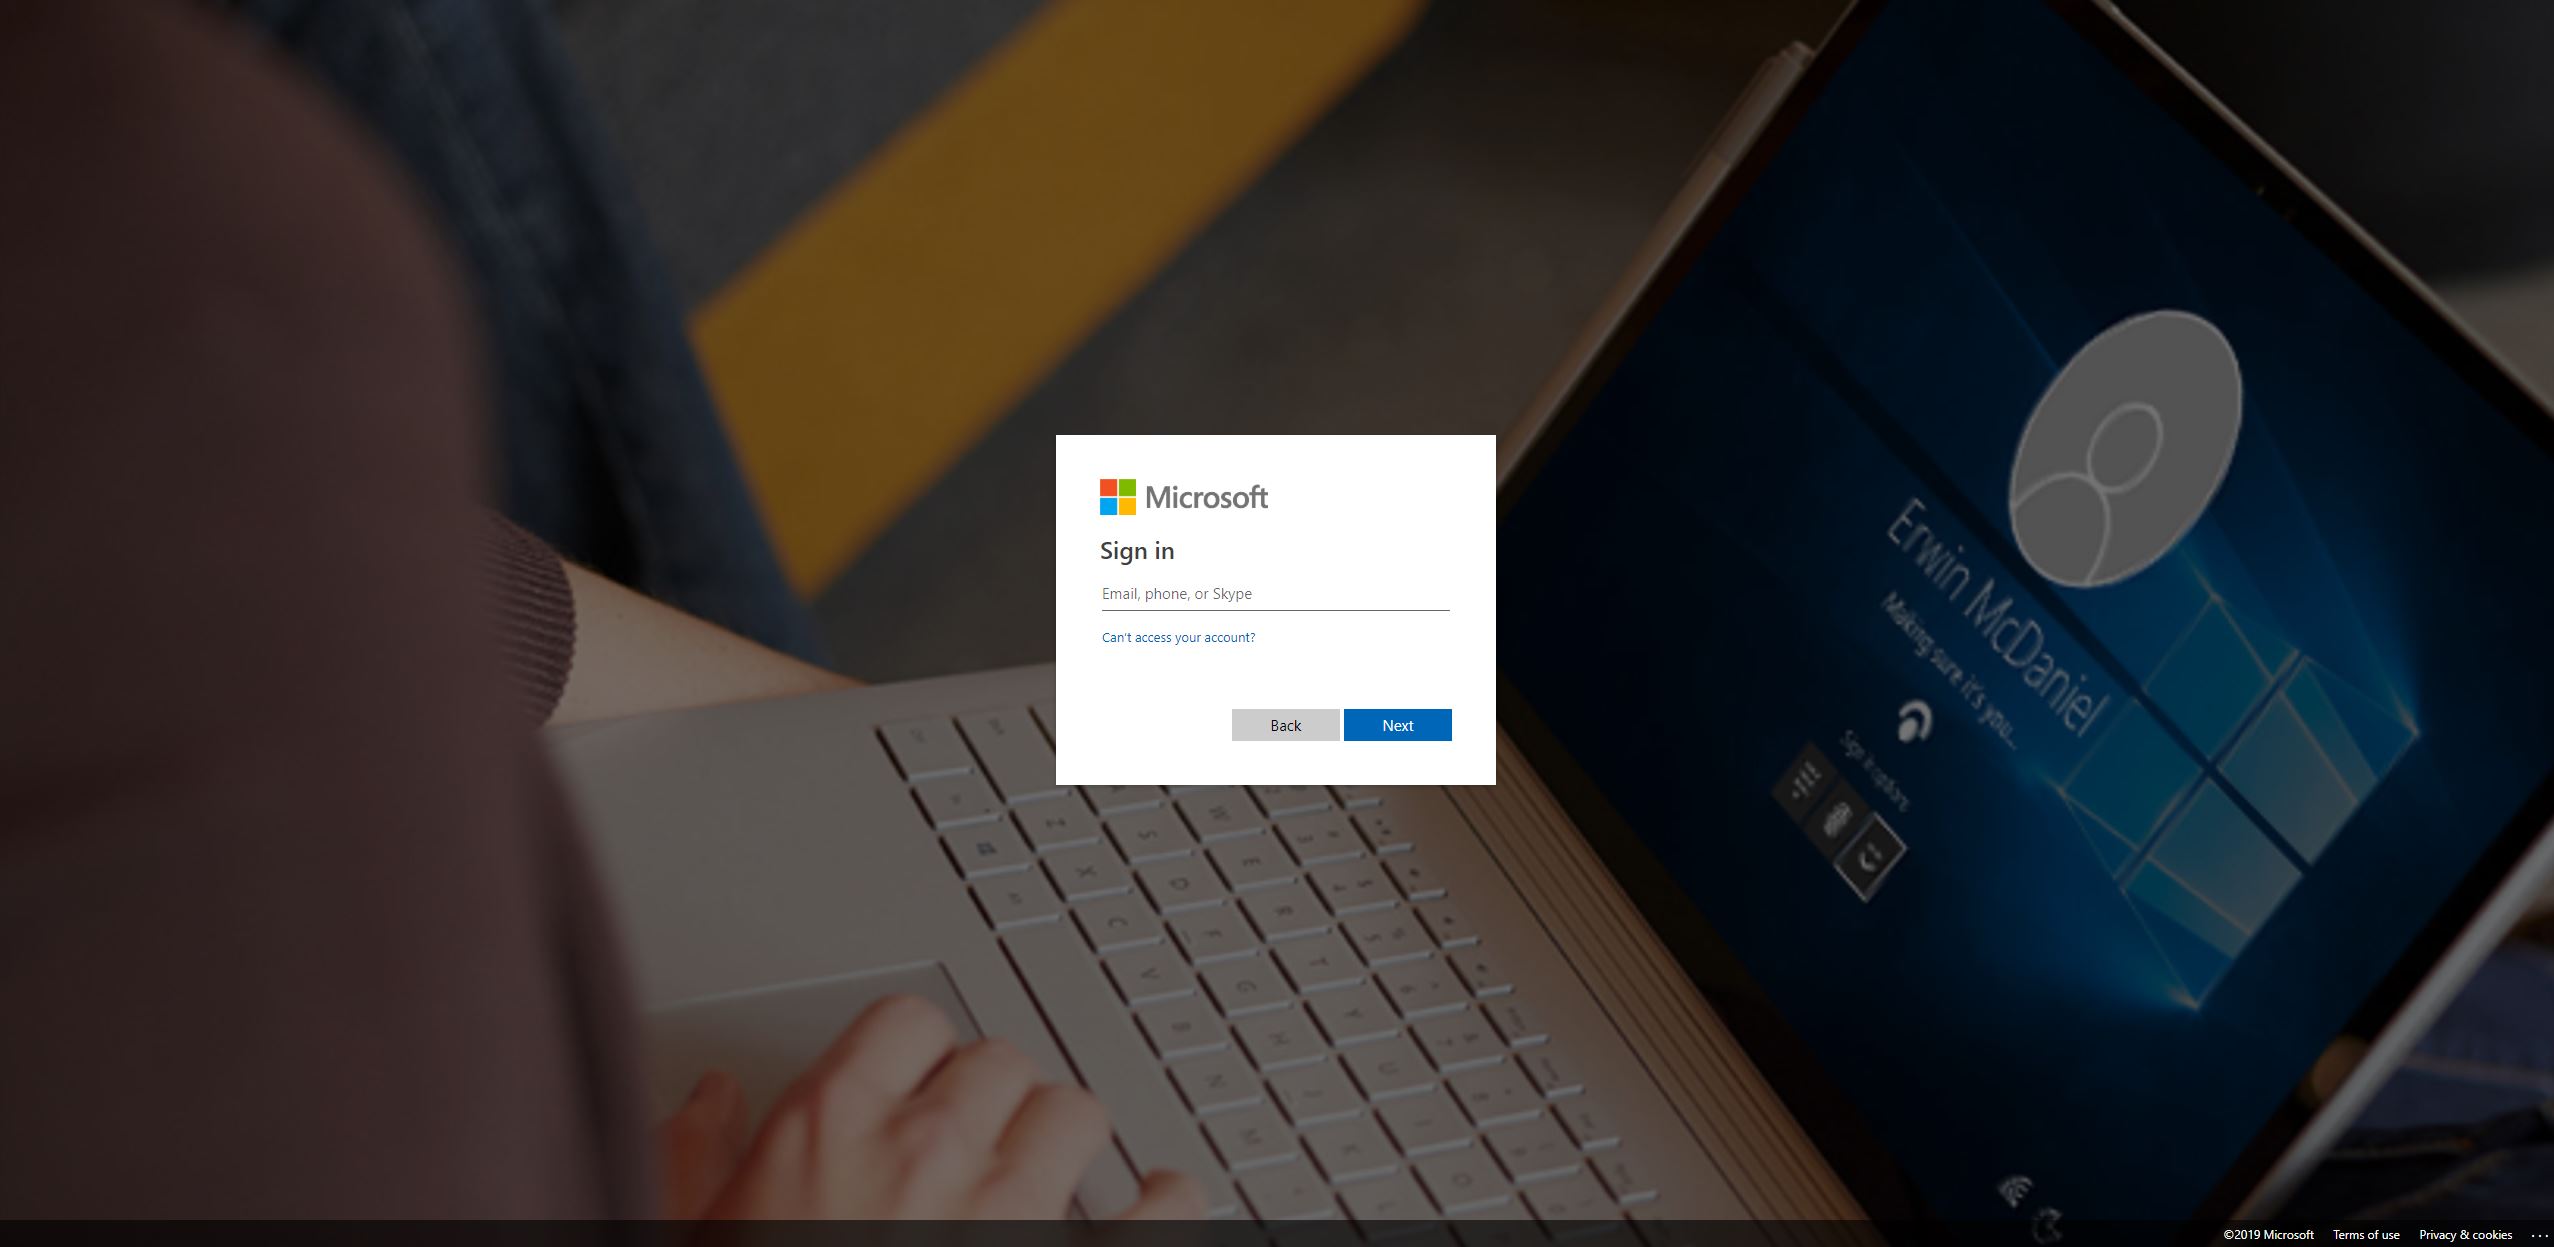 Microsoft
Sign in
Email, phone, or Skype
Can't access your account?
Back
Next
Erwin McDaniel
Making sure it's you...
Sign in options
©2019 Microsoft
Terms of use
Privacy & cookies
...